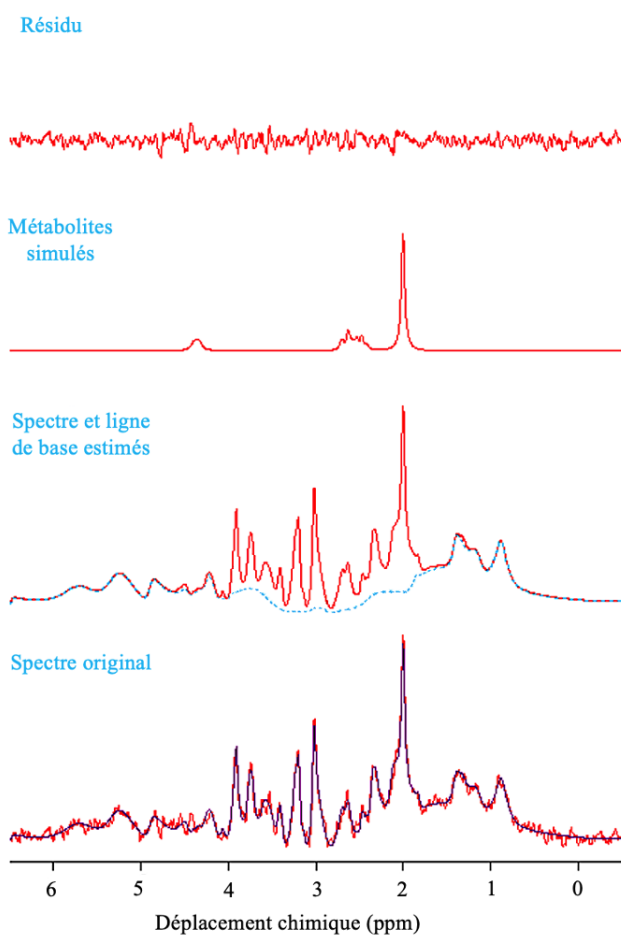 Résidu
Métabolites
simulés
Spectre et ligne
de base estimés
Spectre original
6 5 4 3 2 1 0
Déplacement chimique (ppm)